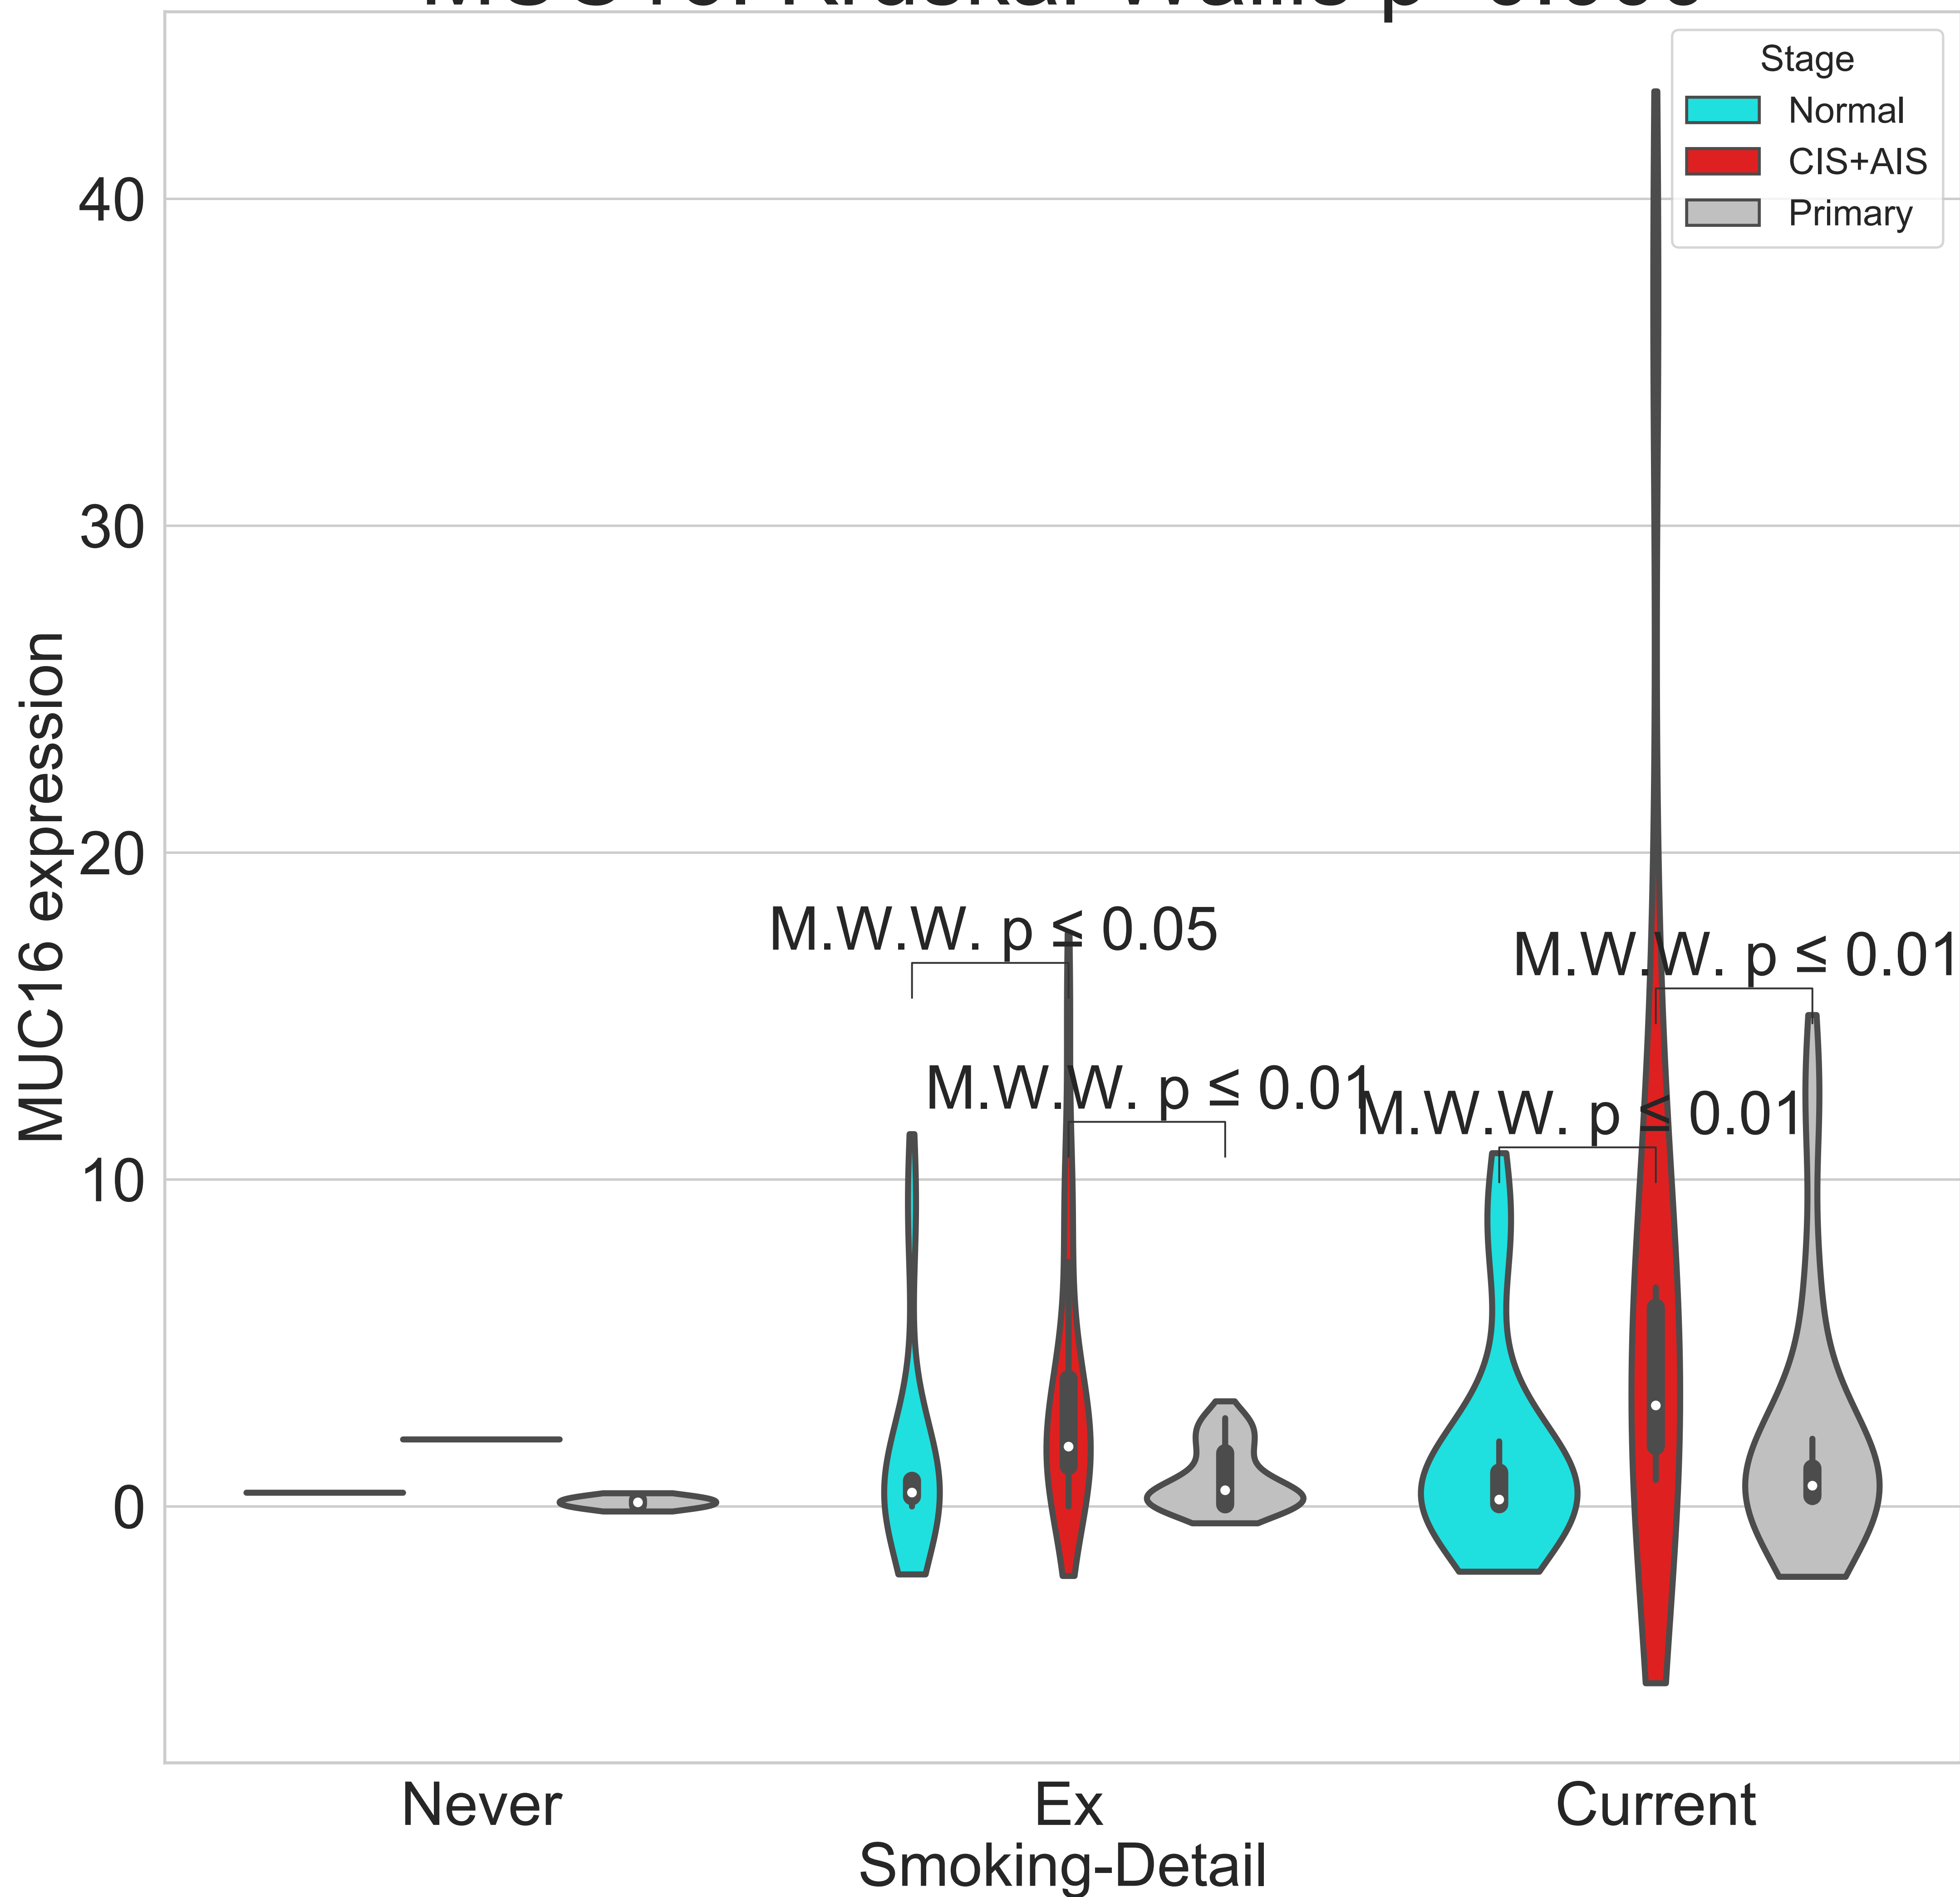 Stage
Normal
CIS+AIS
Primary
40
30
20
10
0
MUC16 expression
M.W.W. p ≤ 0.05
M.W.W. p ≤ 0.01
M.W.W. p ≤ 0.01
M.W.W. p ≤ 0.01
Never
Ex
Current
Smoking-Detail